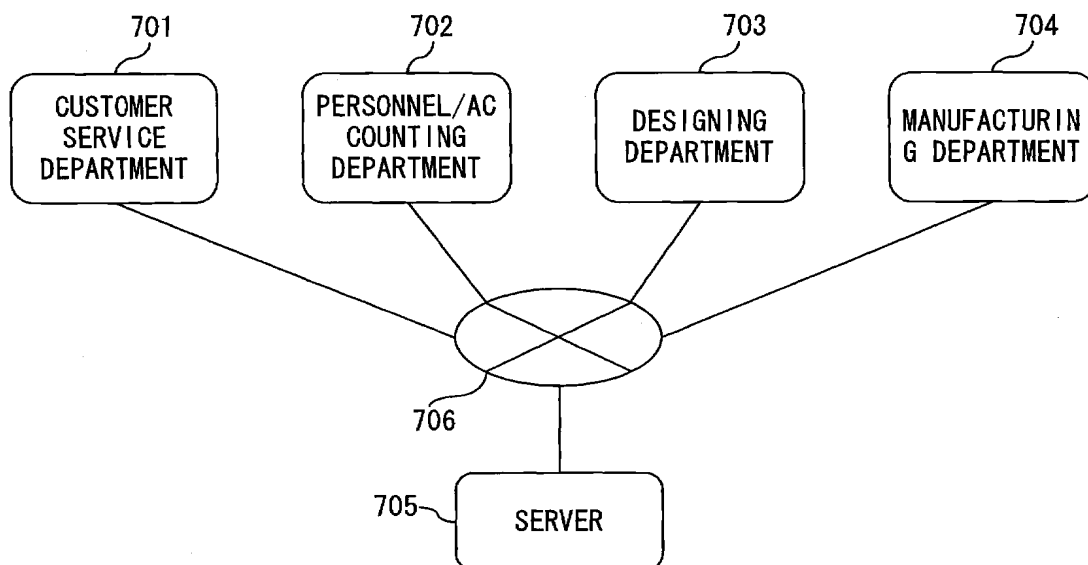 701
702
703
704
CUSTOMER
SERVICE
DEPARTMENT
PERSONNEL/AC
COUNTING
DEPARTMENT
DESIGNING
DEPARTMENT
MANUFACTURIN
G DEPARTMENT
706
705
SERVER